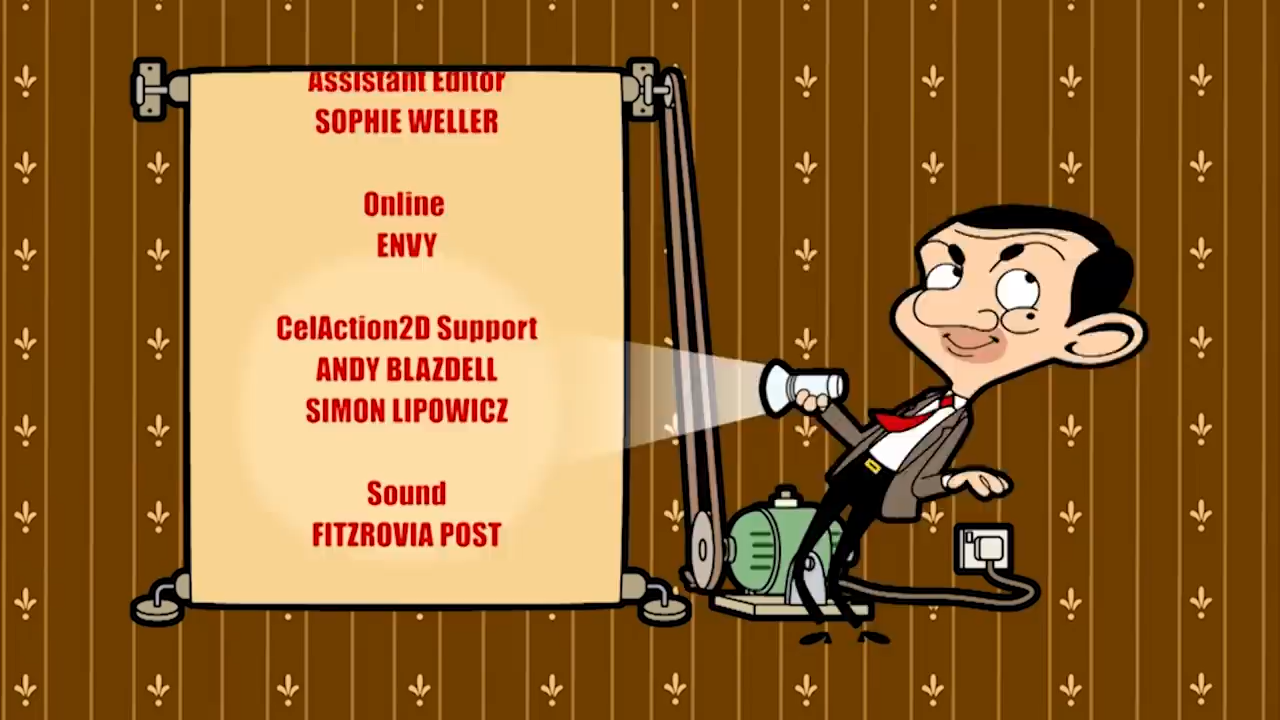 Assistant Editor
SOPHIE WELLER
Online
ENVY
CelAction2D Support
ANDY BLAZDELL
SIMON LIPOWICZ
Sound
FITZROVIA POST